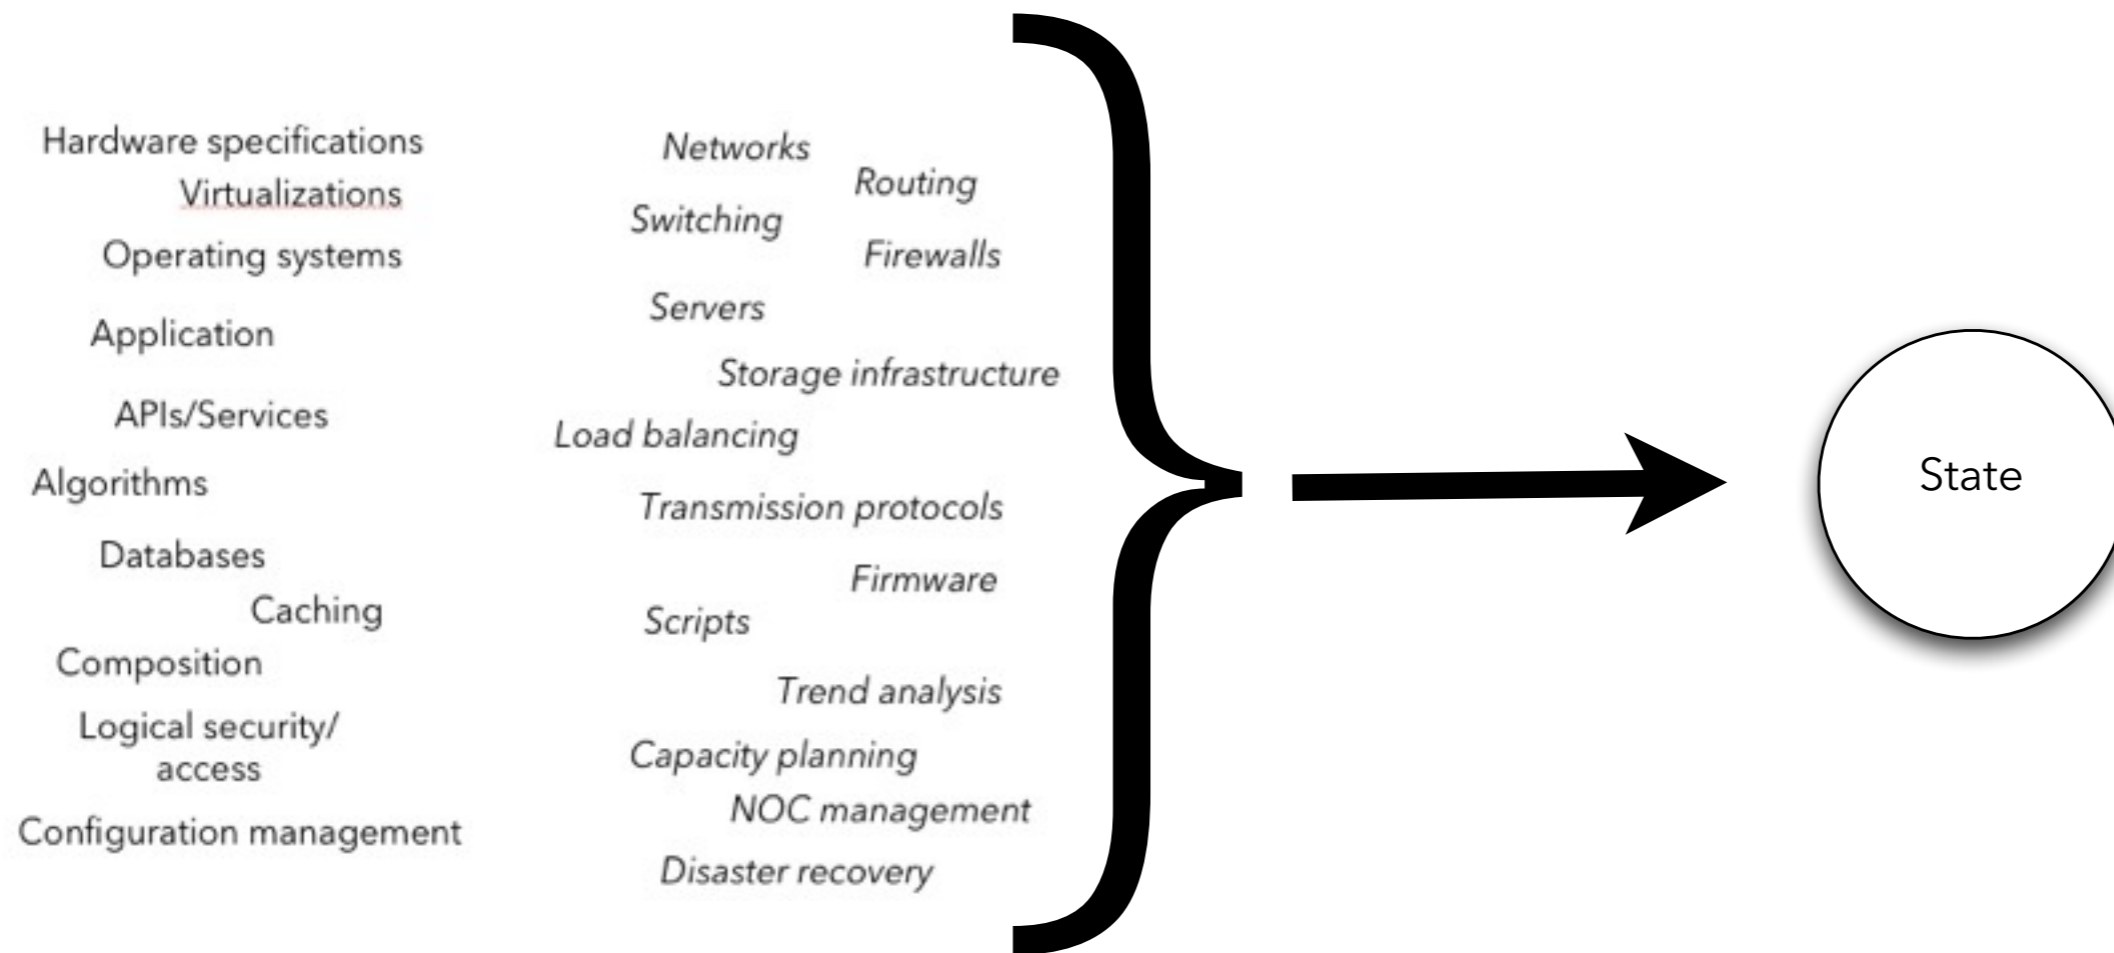 Hardware specifications
Virtualizations
Operating systems
Application
APIs/Services
Algorithms
Databases
Caching
Composition
Logical security/
access
Configuration management
Networks
Routing
Switching
Firewalls
Servers
Storage infrastructure
Load balancing
Transmission protocols
Firmware
Scripts
Trend analysis
Capacity planning
NOC management
Disaster recovery
State